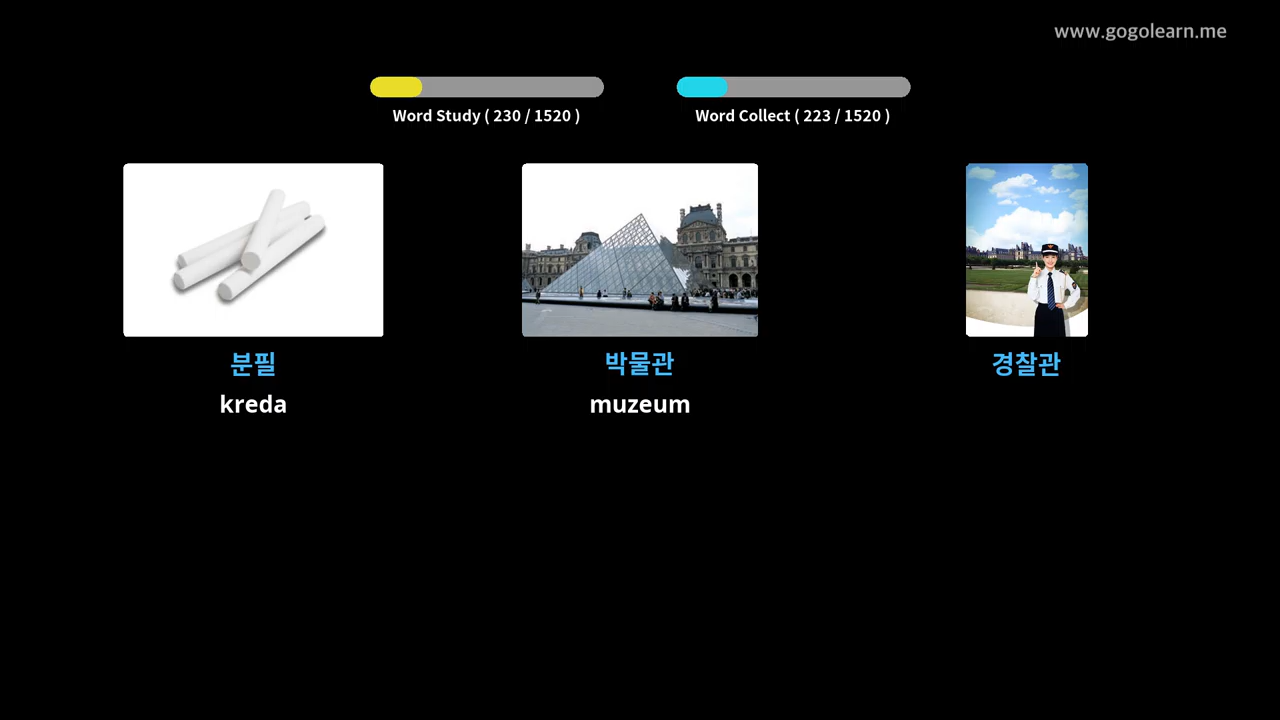 www.gogolearn.me
Word Study ( 230 / 1520 )
Word Collect ( 223 / 1520 )
분필
박물관
경찰관
kreda
muzeum